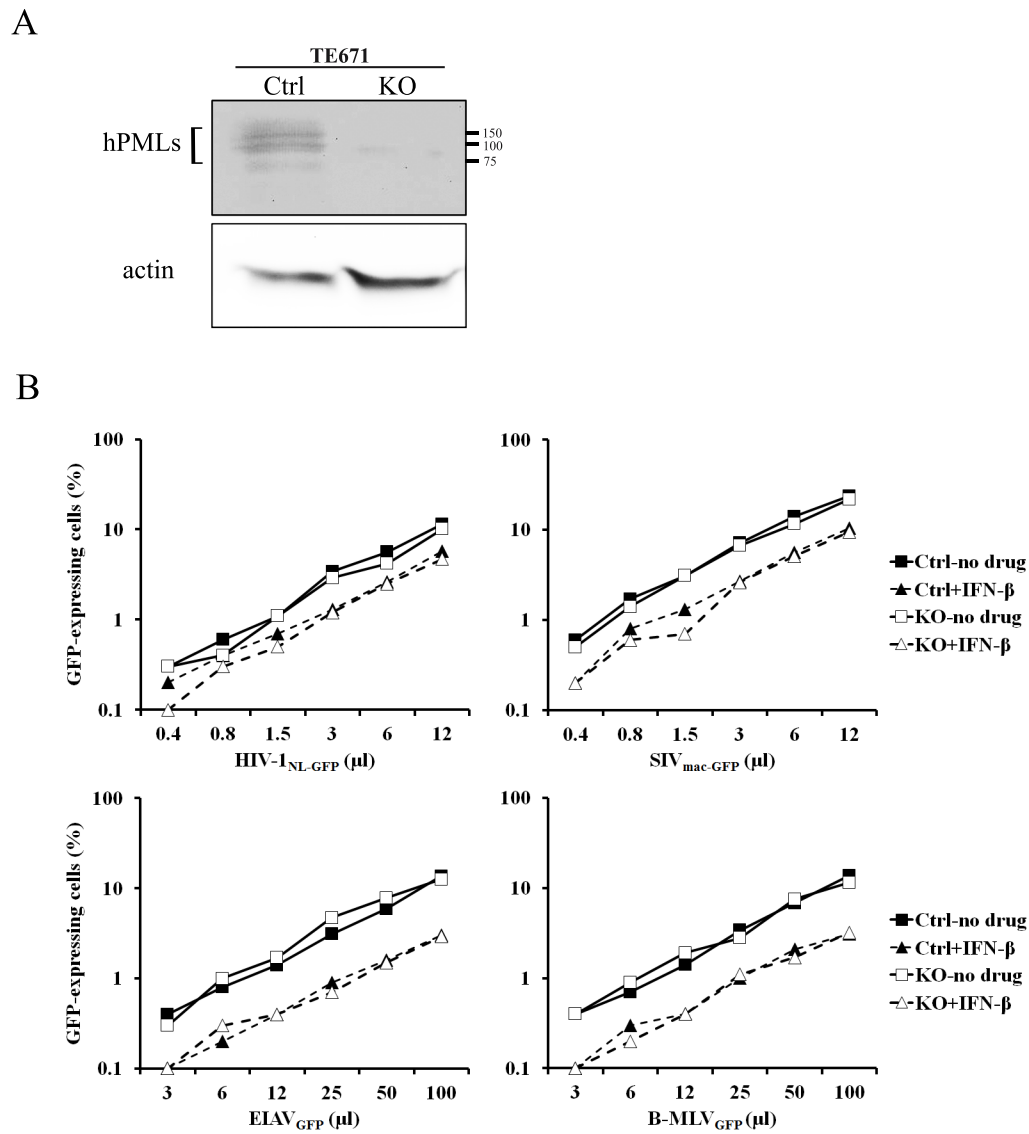 A
TE671
Ctrl KO
hPMLs
150
100
75
actin
B
GFP-expressing cells (%)
100
10
1
0.1
0.4 0.8 1.5 3 6 12
HIV-1NL-GFP (µl)
100
10
1
0.1
0.4 0.8 1.5 3 6 12
SIVmac-GFP (µl)
Ctrl-no drug
Ctrl+IFN-β
KO-no drug
KO+IFN-β
GFP-expressing cells (%)
100
10
1
0.1
3 6 12 25 50 100
EIAVGFP (µl)
100
10
1
0.1
3 6 12 25 50 100
B-MLVGFP (µl)
Ctrl-no drug
Ctrl+IFN-β
KO-no drug
KO+IFN-β